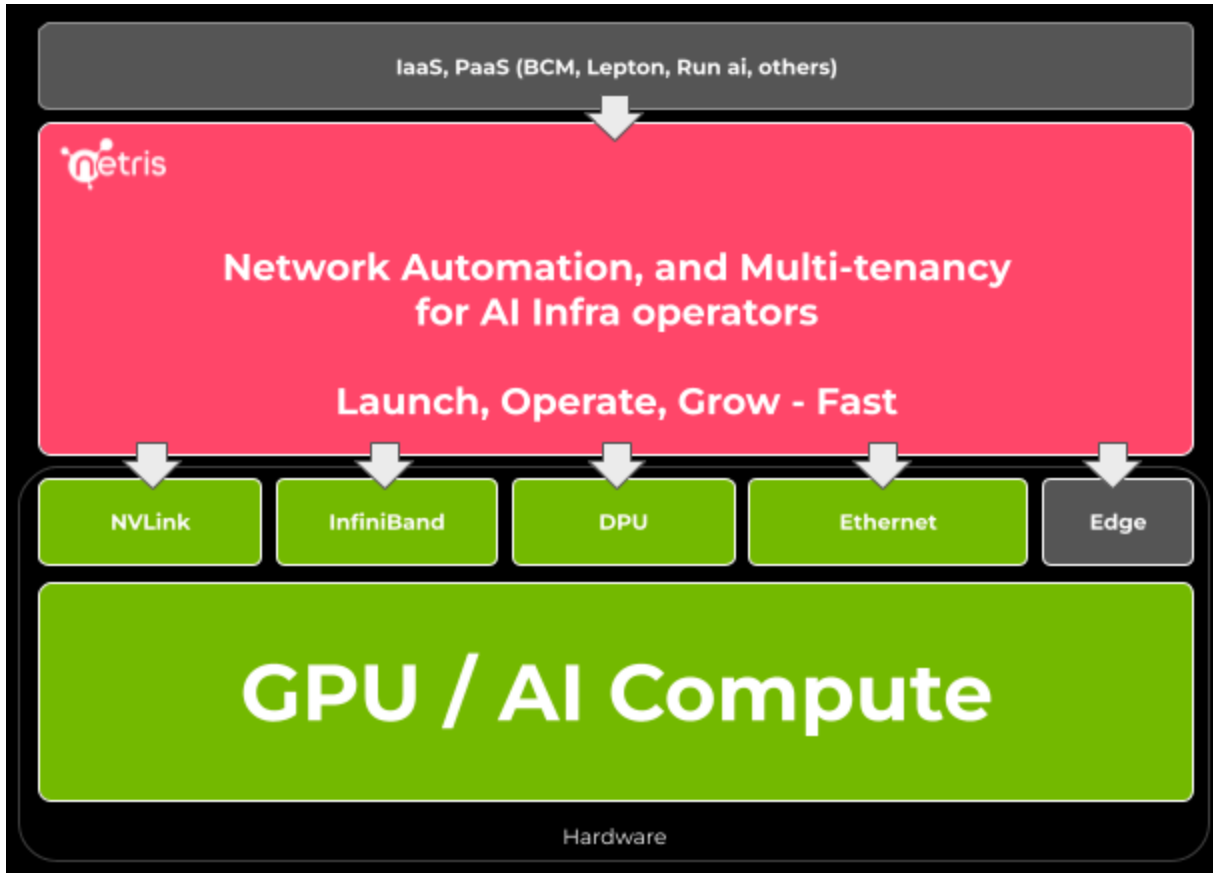 IaaS, PaaS (BCM, Lepton, Run ai, others)
netris
Network Automation, and Multi-tenancy
for AI Infra operators
Launch, Operate, Grow - Fast
NVLink
InfiniBand
DPU
Ethernet
Edge
GPU / AI Compute
Hardware